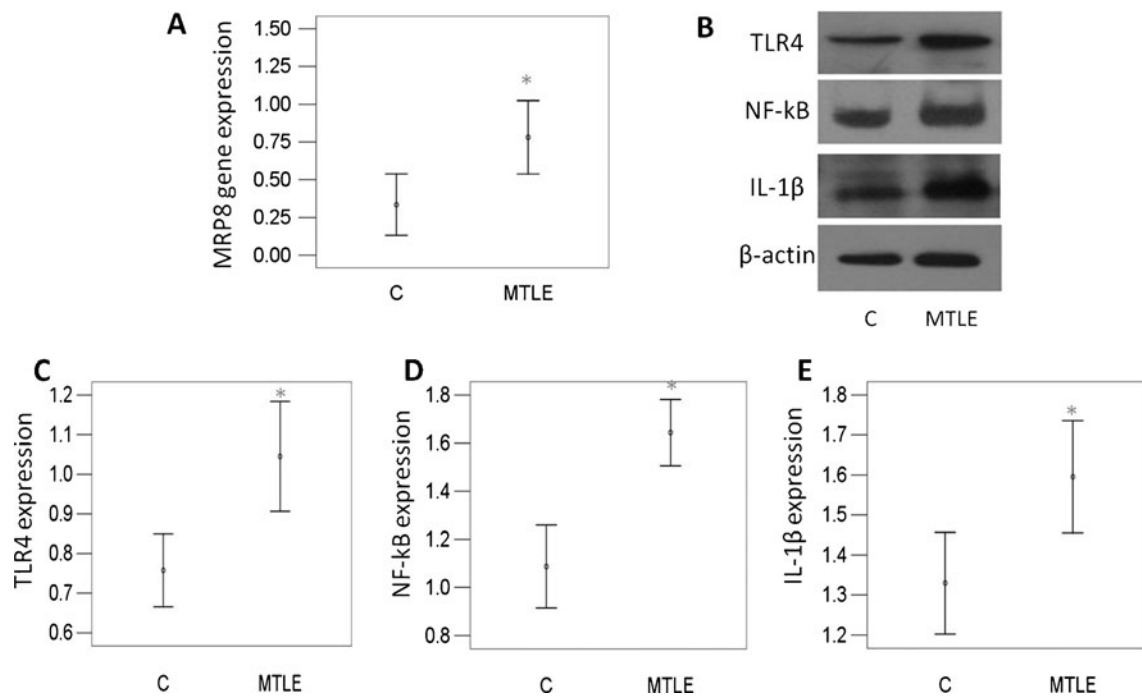 A
MRP8 gene expression
1.50
1.25
1.00
0.75
0.50
0.25
0.00
*
C MTLE
B
TLR4
NF-kB
IL-1β
β-actin
C MTLE
C
TLR4 expression
1.2
1.1
1.0
0.9
0.8
0.7
0.6
*
C MTLE
D
NF-kB expression
1.8
1.6
1.4
1.2
1.0
0.8
*
C MTLE
E
IL-1β expression
1.8
1.7
1.6
1.5
1.4
1.3
1.2
*
C MTLE